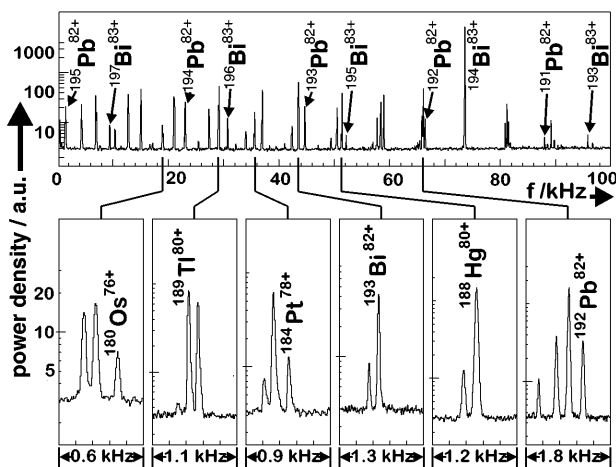 power density / a.u.
1000
100
10
195Pb82+
197Bi83+
194Pb82+
196Bi83+
193Pb82+
195Bi83+
192Pb82+
194Bi83+
191Pb82+
193Bi83+
0 20 40 60 80 100
f /kHz
20
10
5
180Os76+
189Tl80+
184Pt78+
193Bi82+
188Hg80+
192Pb82+
0.6 kHz 1.1 kHz 0.9 kHz 1.3 kHz 1.2 kHz 1.8 kHz